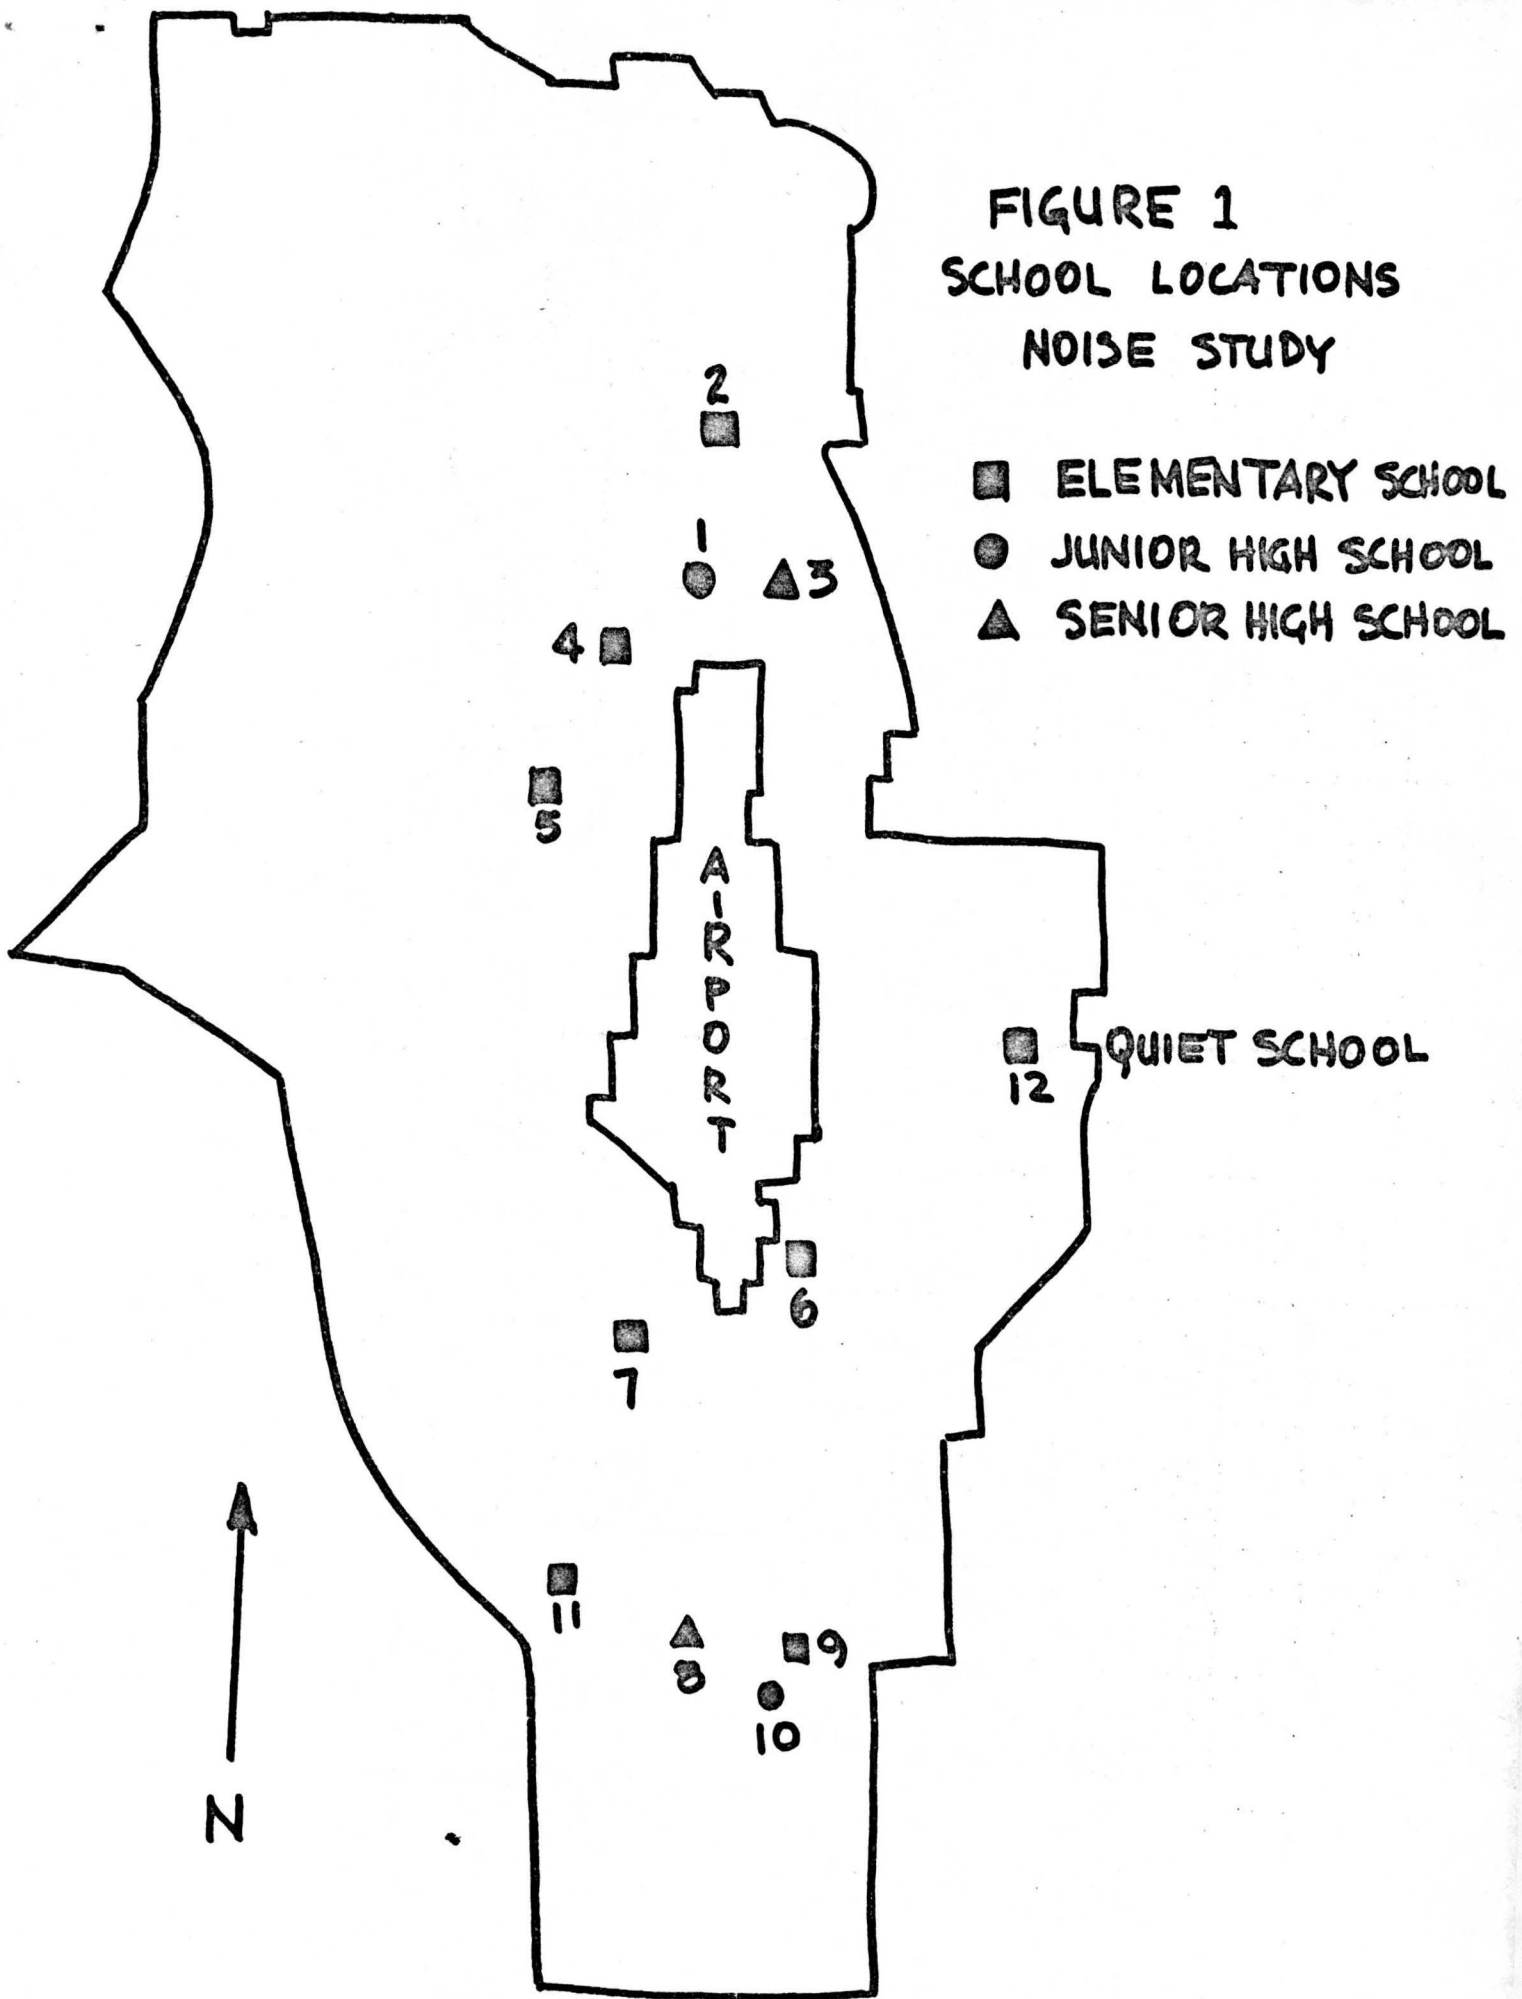 FIGURE 1
SCHOOL LOCATIONS
NOISE STUDY
2
ELEMENTARY SCHOOL
1
3
JUNIOR HIGH SCHOOL
SENIOR HIGH SCHOOL
4
5
AIRPORT
QUIET SCHOOL
12
6
7
11
8
9
10
N